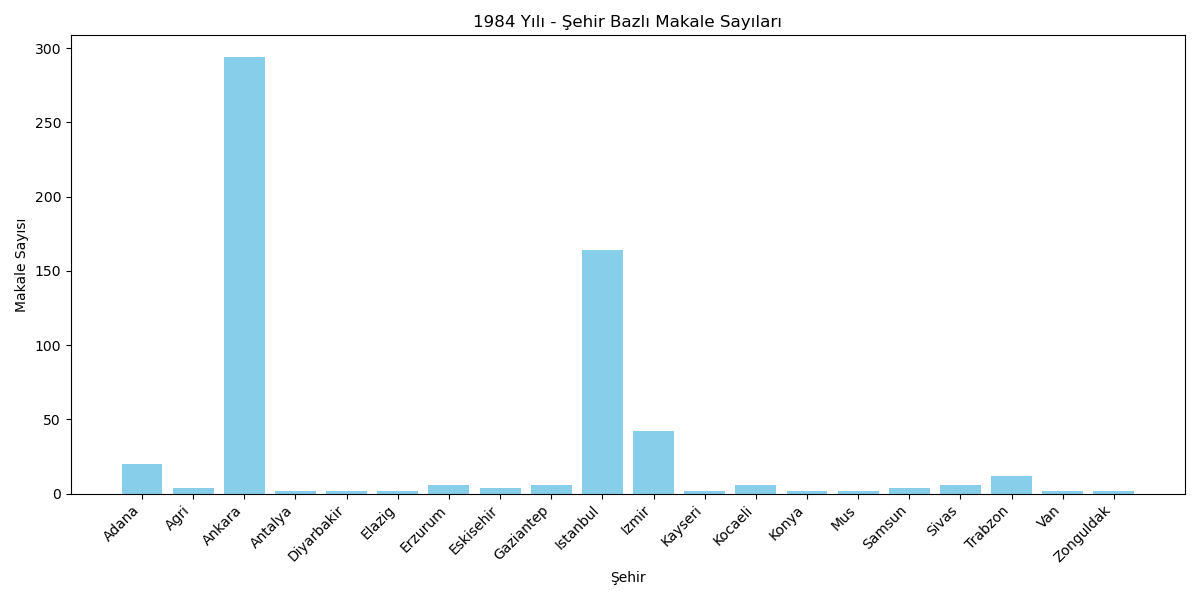 1984 Yılı - Şehir Bazlı Makale Sayıları
Makale Sayısı
300
250
200
150
100
50
0
Adana
Agri
Ankara
Antalya
Diyarbakir
Elazig
Erzurum
Eskisehir
Gaziantep
Istanbul
Izmir
Kayseri
Kocaeli
Konya
Mus
Samsun
Sivas
Trabzon
Van
Zonguldak
Şehir